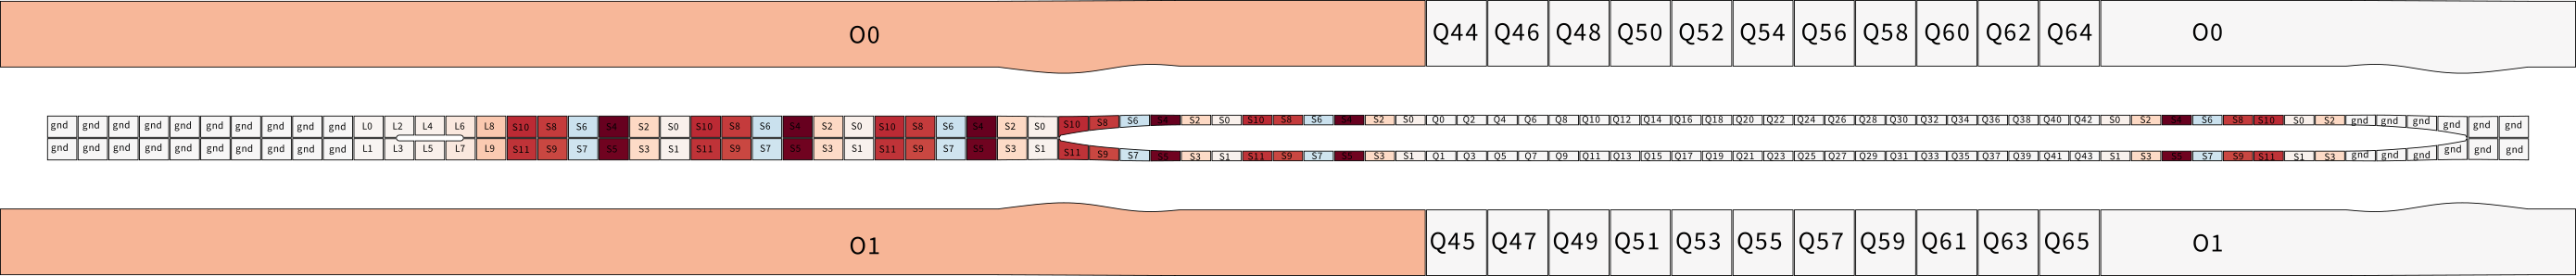 O0 Q44 Q46 Q48 Q50 Q52 Q54 Q56 Q58 Q60 Q62 Q64 O0
gnd gnd gnd gnd gnd gnd gnd gnd gnd gnd L0 L2 L4 L6 L8 S10 S8 S6 S4 S2 S0 S10 S8 S6 S4 S2 S0 S10 S8 S6 S4 S2 S0 S10 S8 S6 S4 S2 S0 S10 S8 S6 S4 S2 S0 Q0 Q2 Q4 Q6 Q8 Q10 Q12 Q14 Q16 Q18 Q20 Q22 Q24 Q26 Q28 Q30 Q32 Q34 Q36 Q38 Q40 Q42 S0 S2 S4 S6 S8 S10 S0 S2 gnd gnd gnd gnd gnd gnd
gnd gnd gnd gnd gnd gnd gnd gnd gnd gnd L1 L3 L5 L7 L9 S11 S9 S7 S5 S3 S1 S11 S9 S7 S5 S3 S1 S11 S9 S7 S5 S3 S1 S11 S9 S7 S5 S3 S1 S11 S9 S7 S5 S3 S1 Q1 Q3 Q5 Q7 Q9 Q11 Q13 Q15 Q17 Q19 Q21 Q23 Q25 Q27 Q29 Q31 Q33 Q35 Q37 Q39 Q41 Q43 S1 S3 S5 S7 S9 S11 S1 S3 gnd gnd gnd gnd gnd gnd
O1 Q45 Q47 Q49 Q51 Q53 Q55 Q57 Q59 Q61 Q63 Q65 O1